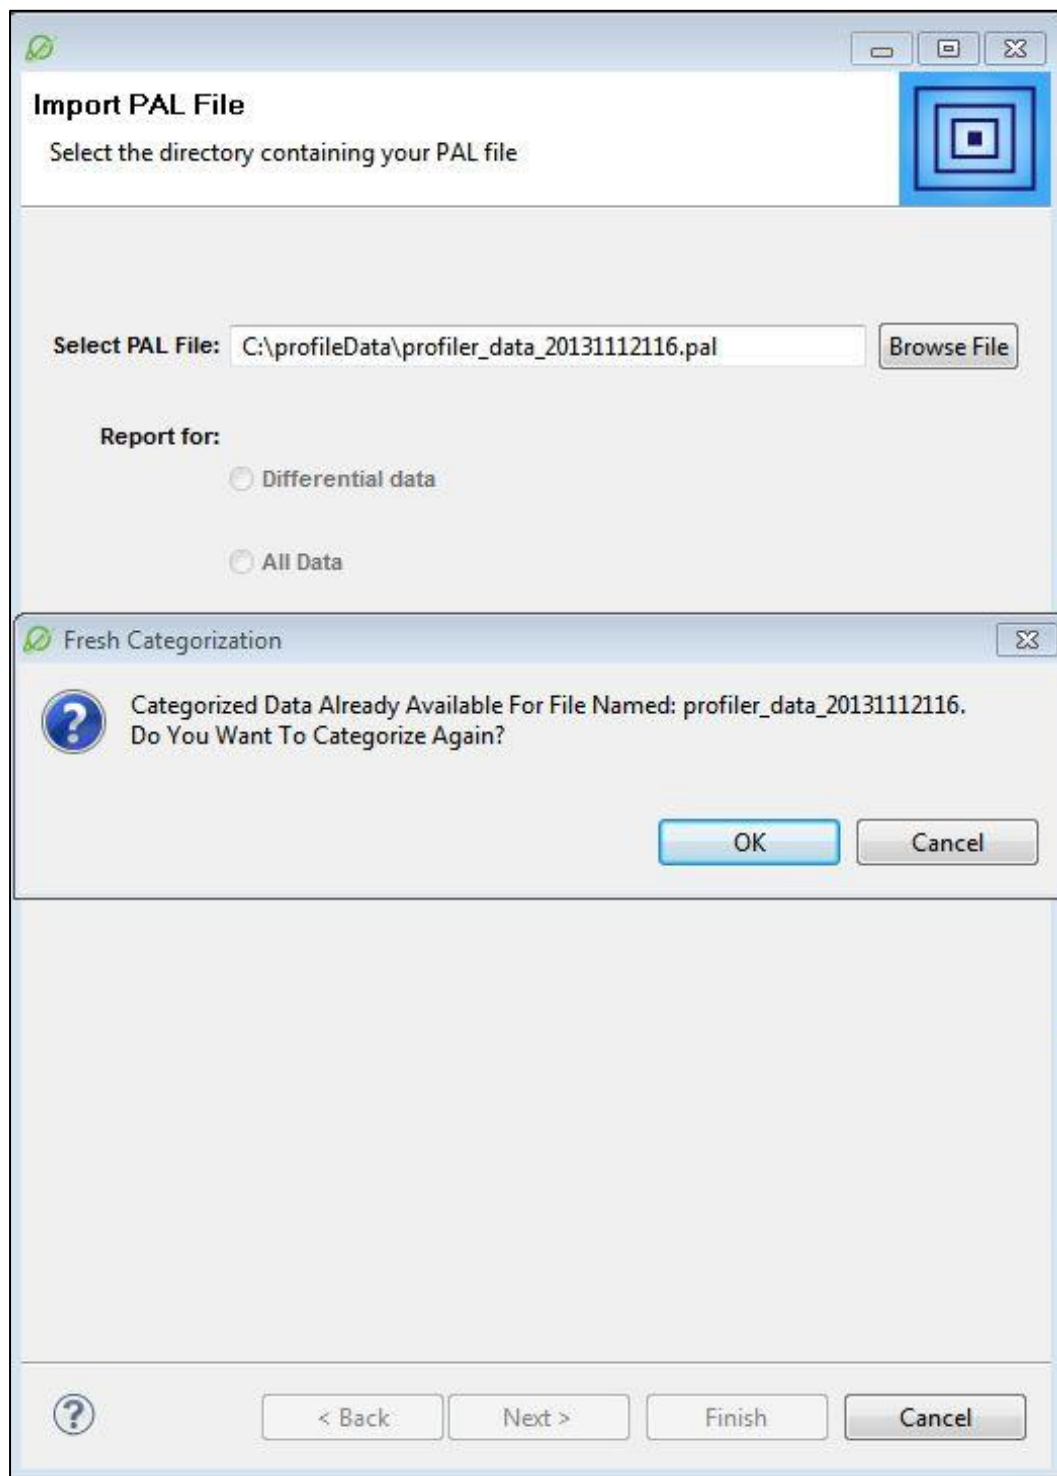 Import PAL File
Select the directory containing your PAL file
Select PAL File: C:\profileData\profiler_data_20131112116.pal Browse File
Report for:
Differential data
All Data
Fresh Categorization
Categorized Data Already Available For File Named: profiler_data_20131112116.
Do You Want To Categorize Again?
OK Cancel
? < Back Next > Finish Cancel